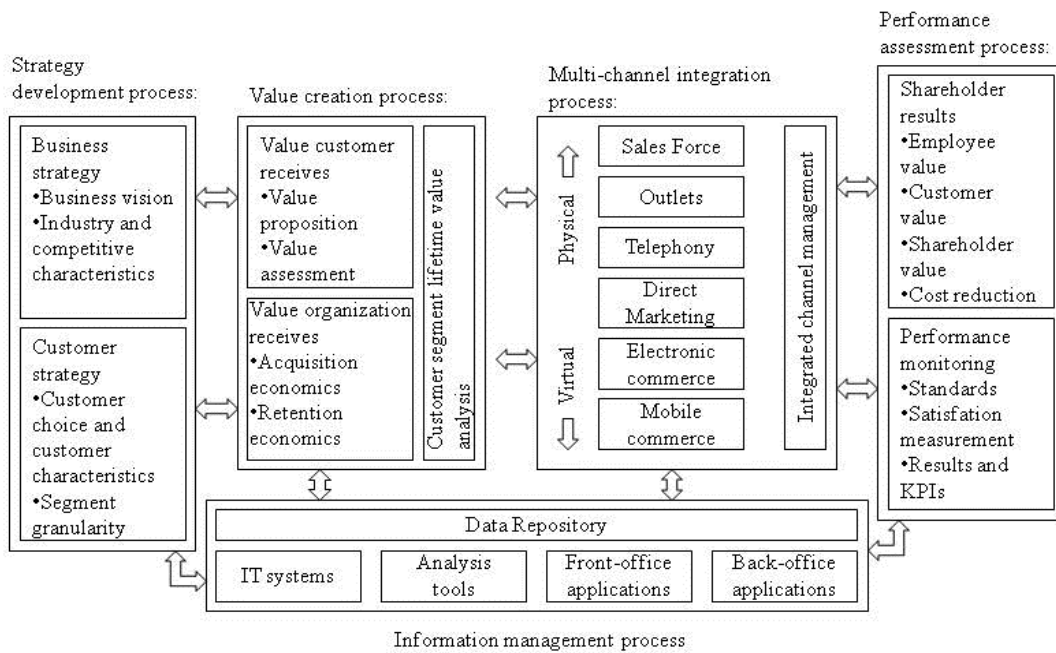 Strategy
development process:
Business
strategy
•Business vision
•Industry and
competitive
characteristics
Customer
strategy
•Customer
choice and
customer
characteristics
•Segment
granularity
Value creation process:
Value customer
receives
•Value
proposition
•Value
assessment
Value organization
receives
•Acquisition
economics
•Retention
economics
Customer segment lifetime value
analysis
Multi-channel integration
process:
Physical
Virtual
Sales Force
Outlets
Telephony
Direct
Marketing
Electronic
commerce
Mobile
commerce
Integrated channel management
Performance
assessment process:
Shareholder
results
•Employee
value
•Customer
value
•Shareholder
value
•Cost reduction
Performance
monitoring
•Standards
•Satisfation
measurement
•Results and
KPIs
Data Repository
IT systems
Analysis
tools
Front-office
applications
Back-office
applications
Information management process